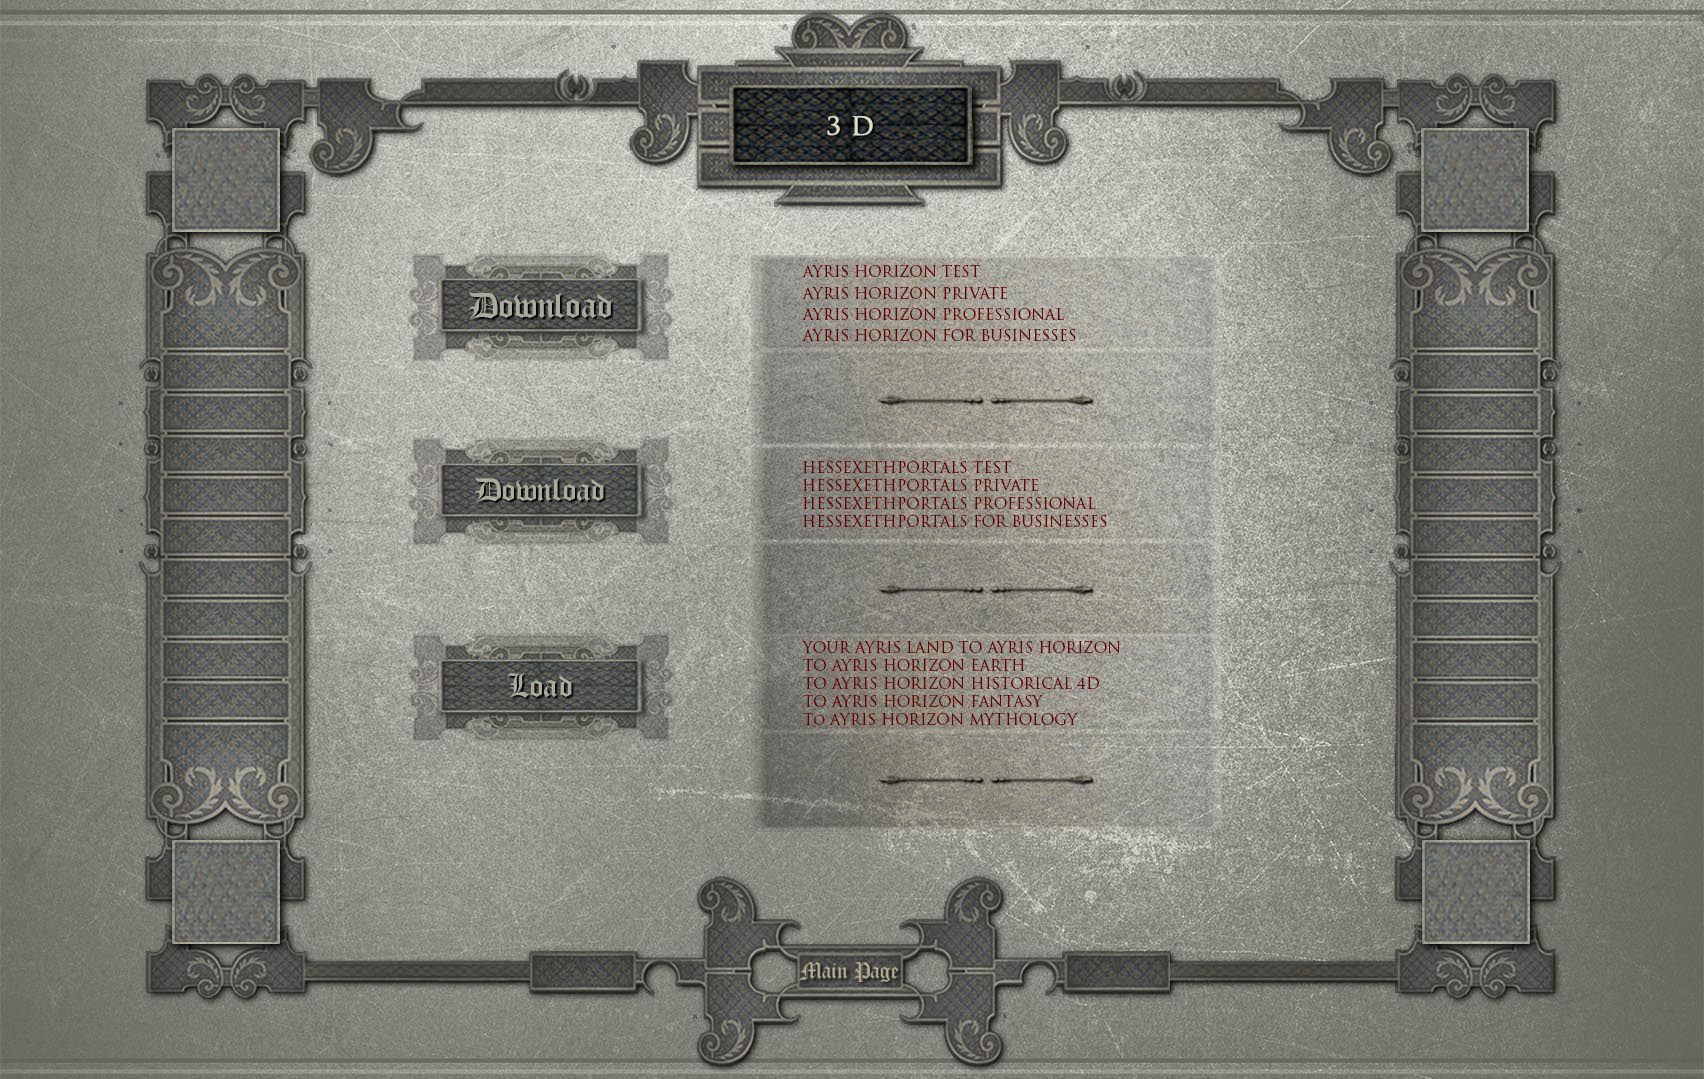 3 D
Download
AYRIS HORIZON TEST
AYRIS HORIZON PRIVATE
AYRIS HORIZON PROFESSIONAL
AYRIS HORIZON FOR BUSINESSES
Download
HESSEXETHPORTALS TEST
HESSEXETHPORTALS PRIVATE
HESSEXETHPORTALS PROFESSIONAL
HESSEXETHPORTALS FOR BUSINESSES
Load
YOUR AYRIS LAND TO AYRIS HORIZON
TO AYRIS HORIZON EARTH
TO AYRIS HORIZON HISTORICAL 4D
TO AYRIS HORIZON FANTASY
To AYRIS HORIZON MYTHOLOGY
Main Page